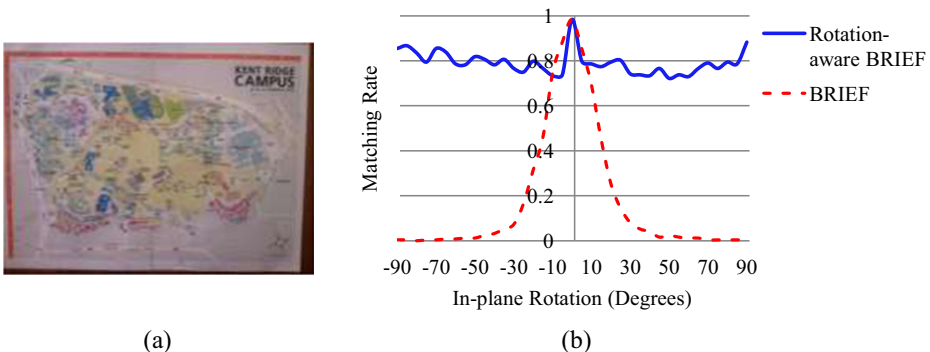 KENT RIDGE
CAMPUS
(a)
Matching Rate
1
0.8
0.6
0.4
0.2
0
-90 -70 -50 -30 -10 10 30 50 70 90
In-plane Rotation (Degrees)
Rotation-
aware BRIEF
BRIEF
(b)